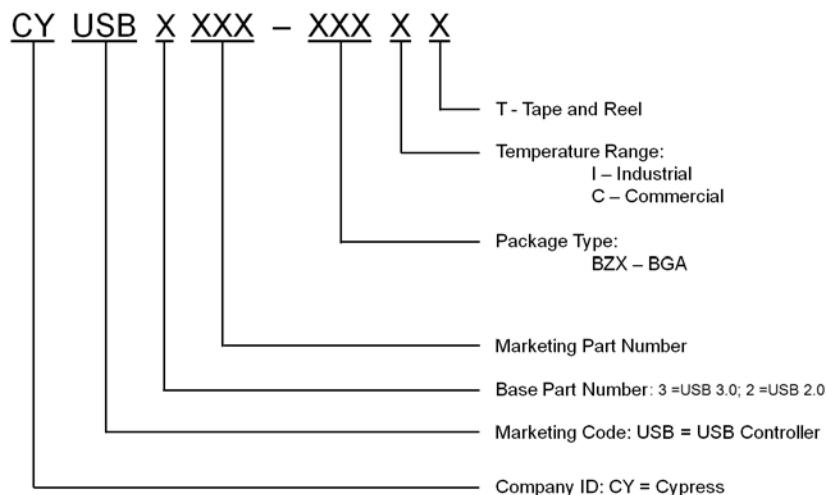 CY USB X XXX – XXX X X
T - Tape and Reel
Temperature Range:
I – Industrial
C – Commercial
Package Type:
BZX – BGA
Marketing Part Number
Base Part Number: 3 =USB 3.0; 2 =USB 2.0
Marketing Code: USB = USB Controller
Company ID: CY = Cypress